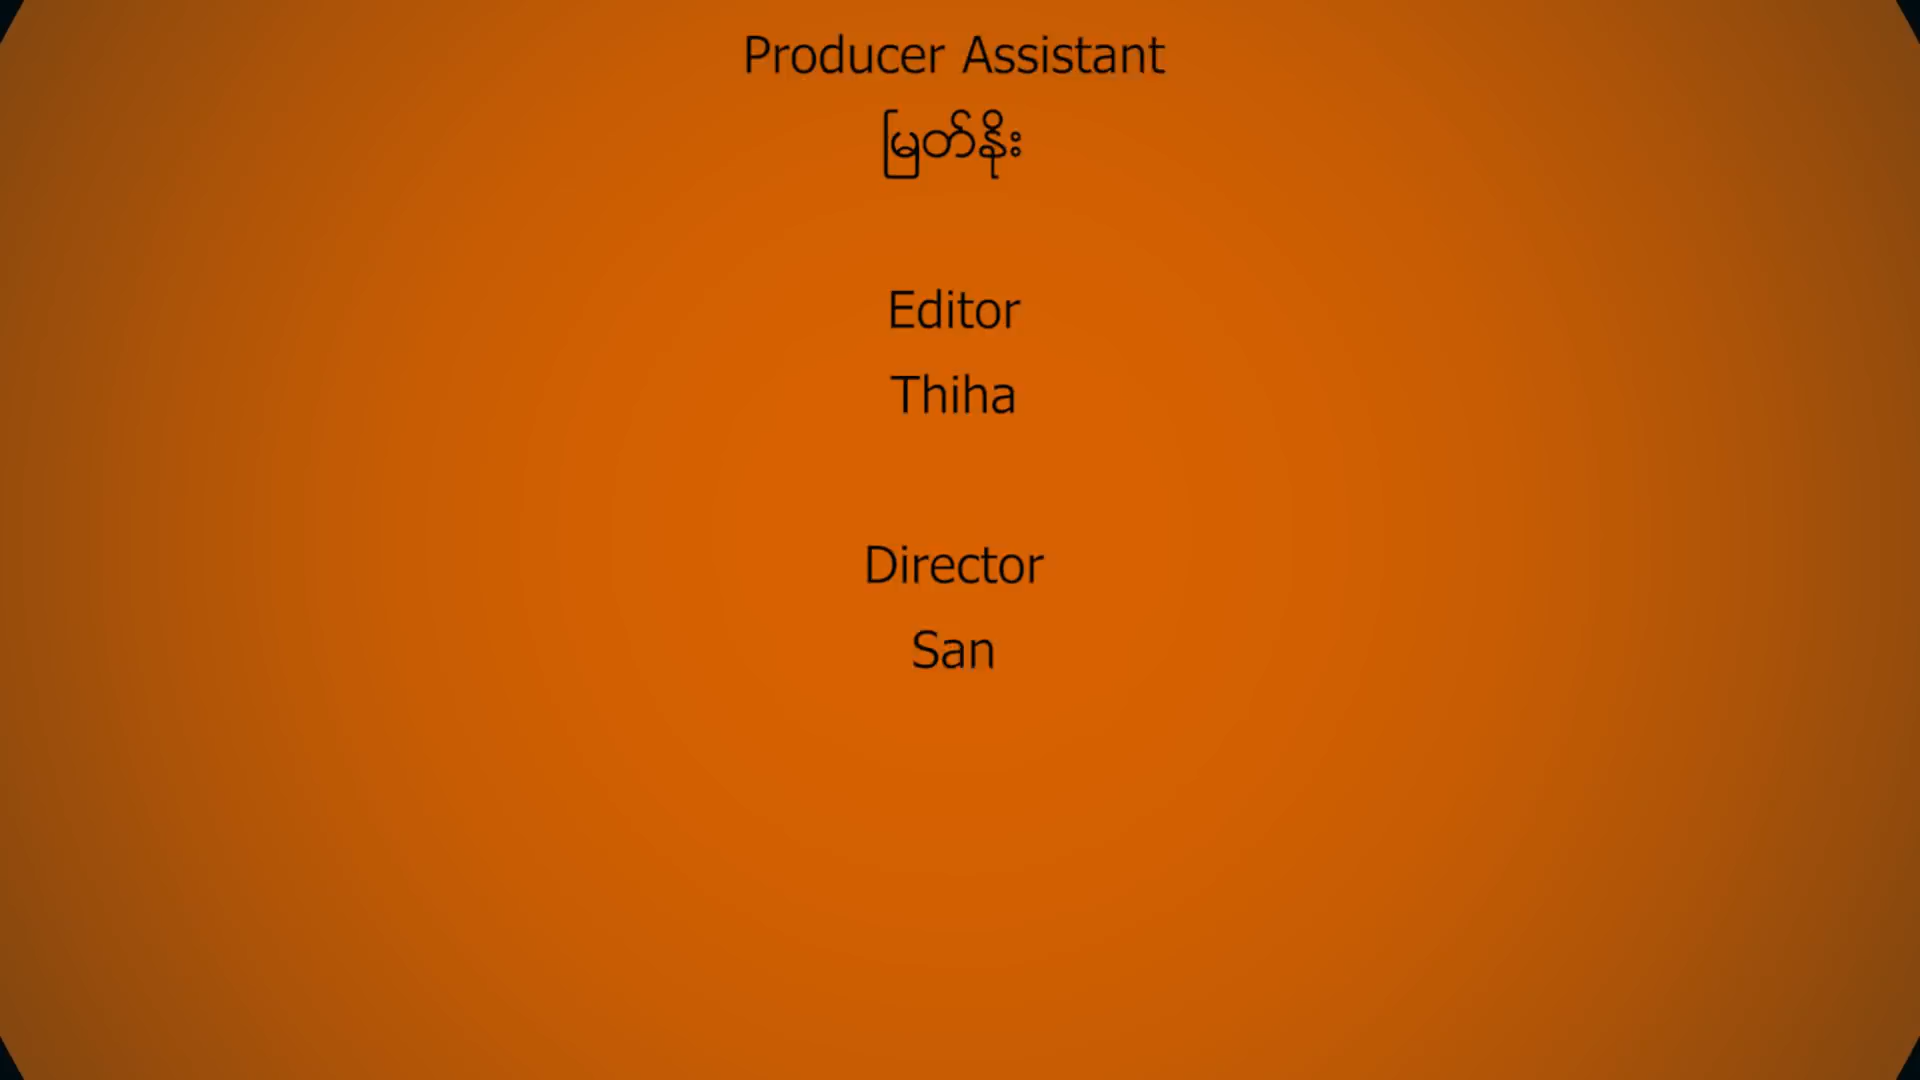 Producer Assistant
မြတ်နိုး
Editor
Thiha
Director
San